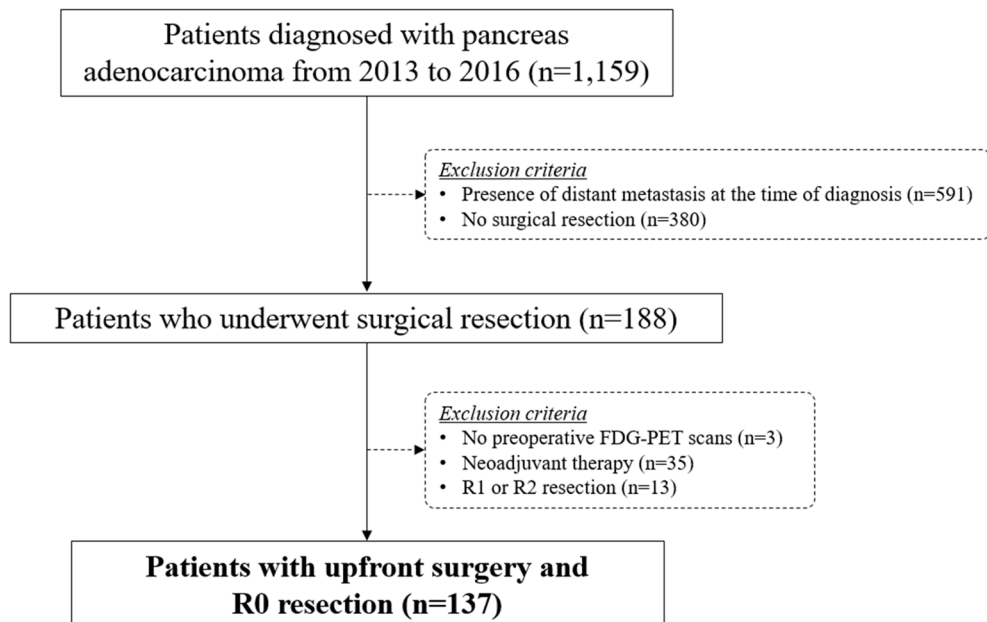 Patients diagnosed with pancreas
adenocarcinoma from 2013 to 2016 (n=1,159)
Exclusion criteria
• Presence of distant metastasis at the time of diagnosis (n=591)
• No surgical resection (n=380)
Patients who underwent surgical resection (n=188)
Exclusion criteria
• No preoperative FDG-PET scans (n=3)
• Neoadjuvant therapy (n=35)
• R1 or R2 resection (n=13)
Patients with upfront surgery and
R0 resection (n=137)